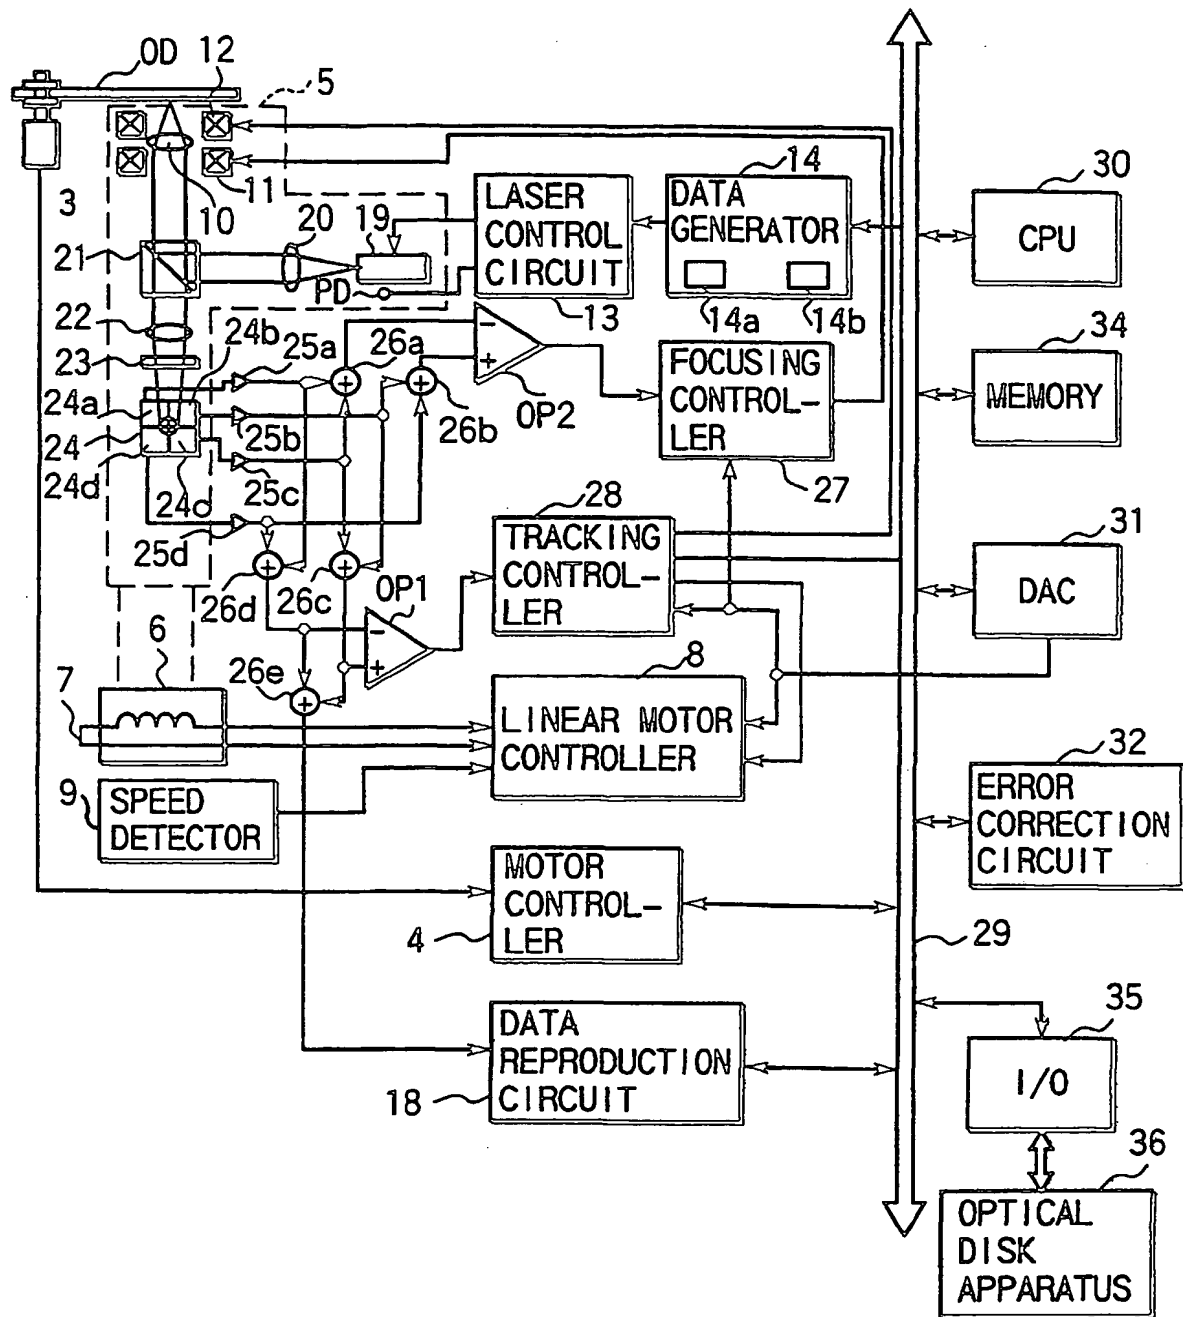 OD
12
5
3
10
11
20
19
21
PD
LASER
CONTROL
CIRCUIT
13
14
DATA
GENERATOR
14a
14b
30
CPU
22
23
24b
25a
26a
-
+
OP2
26b
FOCUSING
CONTROL-
LER
27
34
MEMORY
24a
24
24d
24d
25b
25c
25d
28
TRACKING
CONTROL-
LER
31
DAC
26d
26c
OP1
-
+
26e
6
7
8
LINEAR MOTOR
CONTROLLER
9
SPEED
DETECTOR
32
ERROR
CORRECTION
CIRCUIT
MOTOR
CONTROL-
LER
4
29
DATA
REPRODUCTION
CIRCUIT
18
35
I/O
36
OPTICAL
DISK
APPARATUS